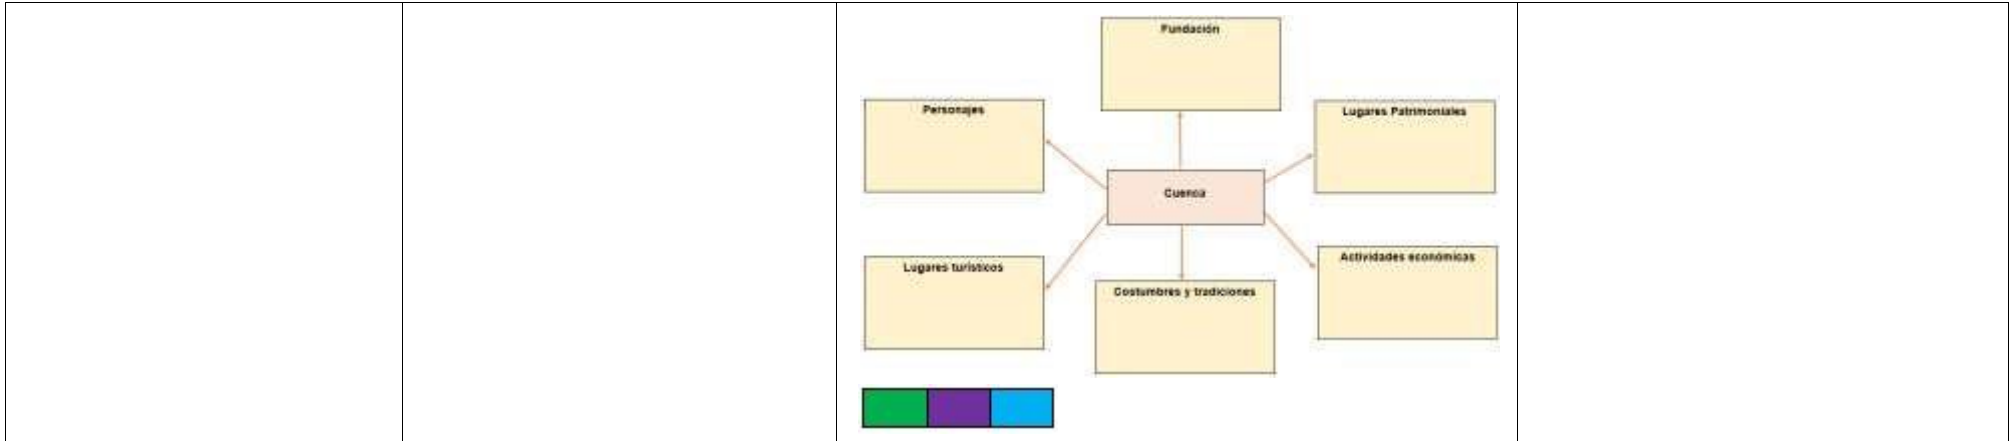 Fundación
Personajes
Lugares Patrimoniales
Cuenca
Lugares turísticos
Actividades económicas
Costumbres y tradiciones